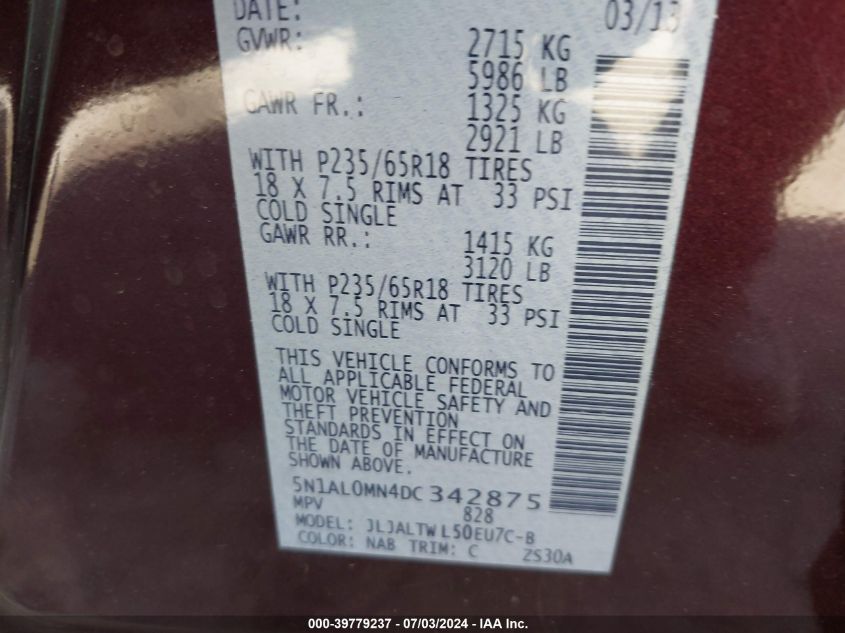 DATE: 03/13
GVWR: 2715 KG
5986 LB
GAWR FR.: 1325 KG
2921 LB
WITH P235/65R18 TIRES
18 X 7.5 RIMS AT 33 PSI
COLD SINGLE
GAWR RR.: 1415 KG
3120 LB
WITH P235/65R18 TIRES
18 X 7.5 RIMS AT 33 PSI
COLD SINGLE
THIS VEHICLE CONFORMS TO
ALL APPLICABLE FEDERAL
MOTOR VEHICLE SAFETY AND
THEFT PREVENTION
STANDARDS IN EFFECT ON
THE DATE OF MANUFACTURE
SHOWN ABOVE.
5N1AL0MN4DC 342875
MPV 828
MODEL: JLJALTW L50EU7C-B
COLOR: NAB TRIM: C ZS30A
000-39779237 - 07/03/2024 - IAA Inc.